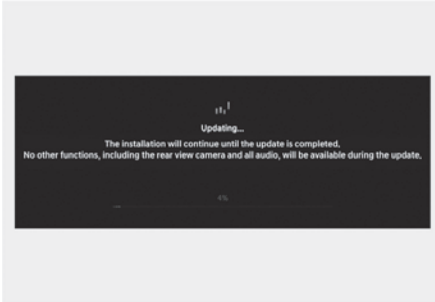 Updating...
The installation will continue until the update is completed.
No other functions, including the rear view camera and all audio, will be available during the update.
4%